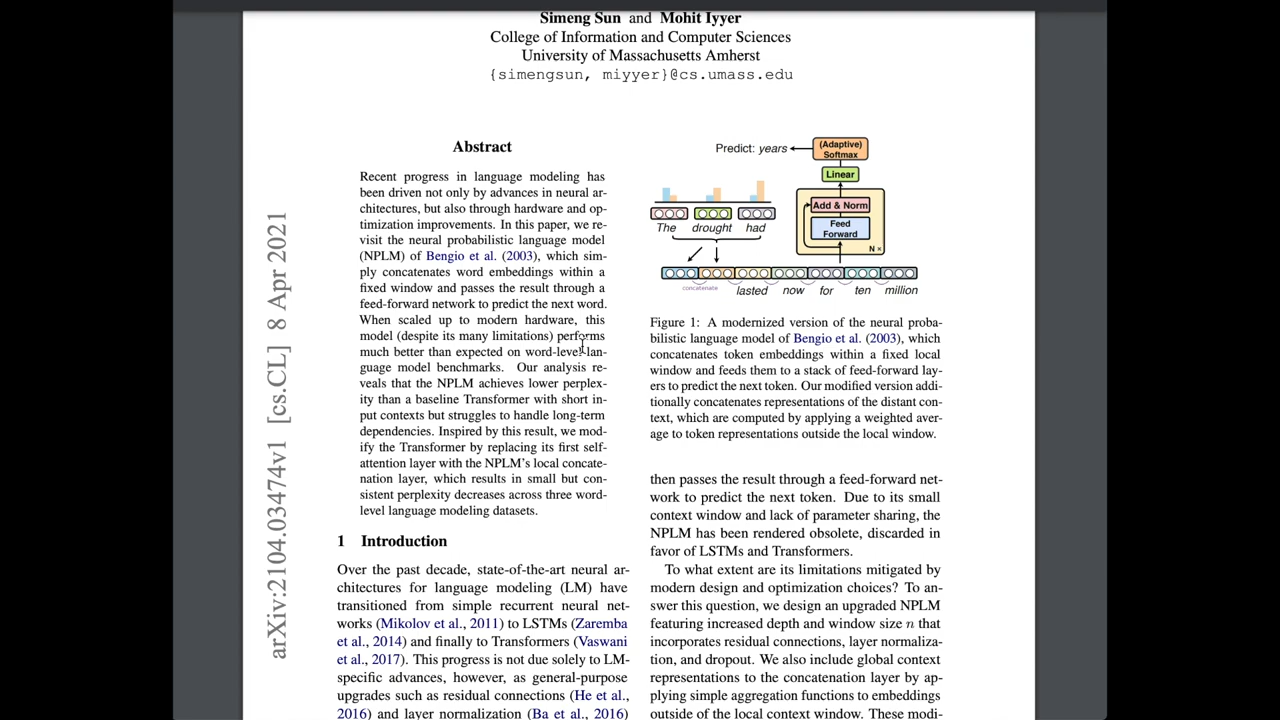 Simeng Sun and Mohit Iyyer
College of Information and Computer Sciences
University of Massachusetts Amherst
{simengsun, miyyer}@cs.umass.edu
arXiv:2104.03474v1 [cs.CL] 8 Apr 2021
Abstract
Recent progress in language modeling has
been driven not only by advances in neural ar-
chitectures, but also through hardware and op-
timization improvements. In this paper, we re-
visit the neural probabilistic language model
(NPLM) of Bengio et al. (2003), which sim-
ply concatenates word embeddings within a
fixed window and passes the result through a
feed-forward network to predict the next word.
When scaled up to modern hardware, this
model (despite its many limitations) performs
much better than expected on word-level lan-
guage model benchmarks. Our analysis re-
veals that the NPLM achieves lower perplex-
ity than a baseline Transformer with short in-
put contexts but struggles to handle long-term
dependencies. Inspired by this result, we mod-
ify the Transformer by replacing its first self-
attention layer with the NPLM's local concate-
nation layer, which results in small but con-
sistent perplexity decreases across three word-
level language modeling datasets.
1 Introduction
Over the past decade, state-of-the-art neural ar-
chitectures for language modeling (LM) have
transitioned from simple recurrent neural net-
works (Mikolov et al., 2011) to LSTMs (Zaremba
et al., 2014) and finally to Transformers (Vaswani
et al., 2017). This progress is not due solely to LM-
specific advances, however, as general-purpose
upgrades such as residual connections (He et al.,
2016) and layer normalization (Ba et al., 2016)
Predict: years
(Adaptive)
Softmax
Linear
Add & Norm
Feed
Forward
N ×
The drought had
concatenate lasted now for ten million
Figure 1: A modernized version of the neural proba-
bilistic language model of Bengio et al. (2003), which
concatenates token embeddings within a fixed local
window and feeds them to a stack of feed-forward lay-
ers to predict the next token. Our modified version addi-
tionally concatenates representations of the distant con-
text, which are computed by applying a weighted aver-
age to token representations outside the local window.
then passes the result through a feed-forward net-
work to predict the next token. Due to its small
context window and lack of parameter sharing, the
NPLM has been rendered obsolete, discarded in
favor of LSTMs and Transformers.
To what extent are its limitations mitigated by
modern design and optimization choices? To an-
swer this question, we design an upgraded NPLM
featuring increased depth and window size n that
incorporates residual connections, layer normaliza-
tion, and dropout. We also include global context
representations to the concatenation layer by ap-
plying simple aggregation functions to embeddings
outside of the local context window. These modi-